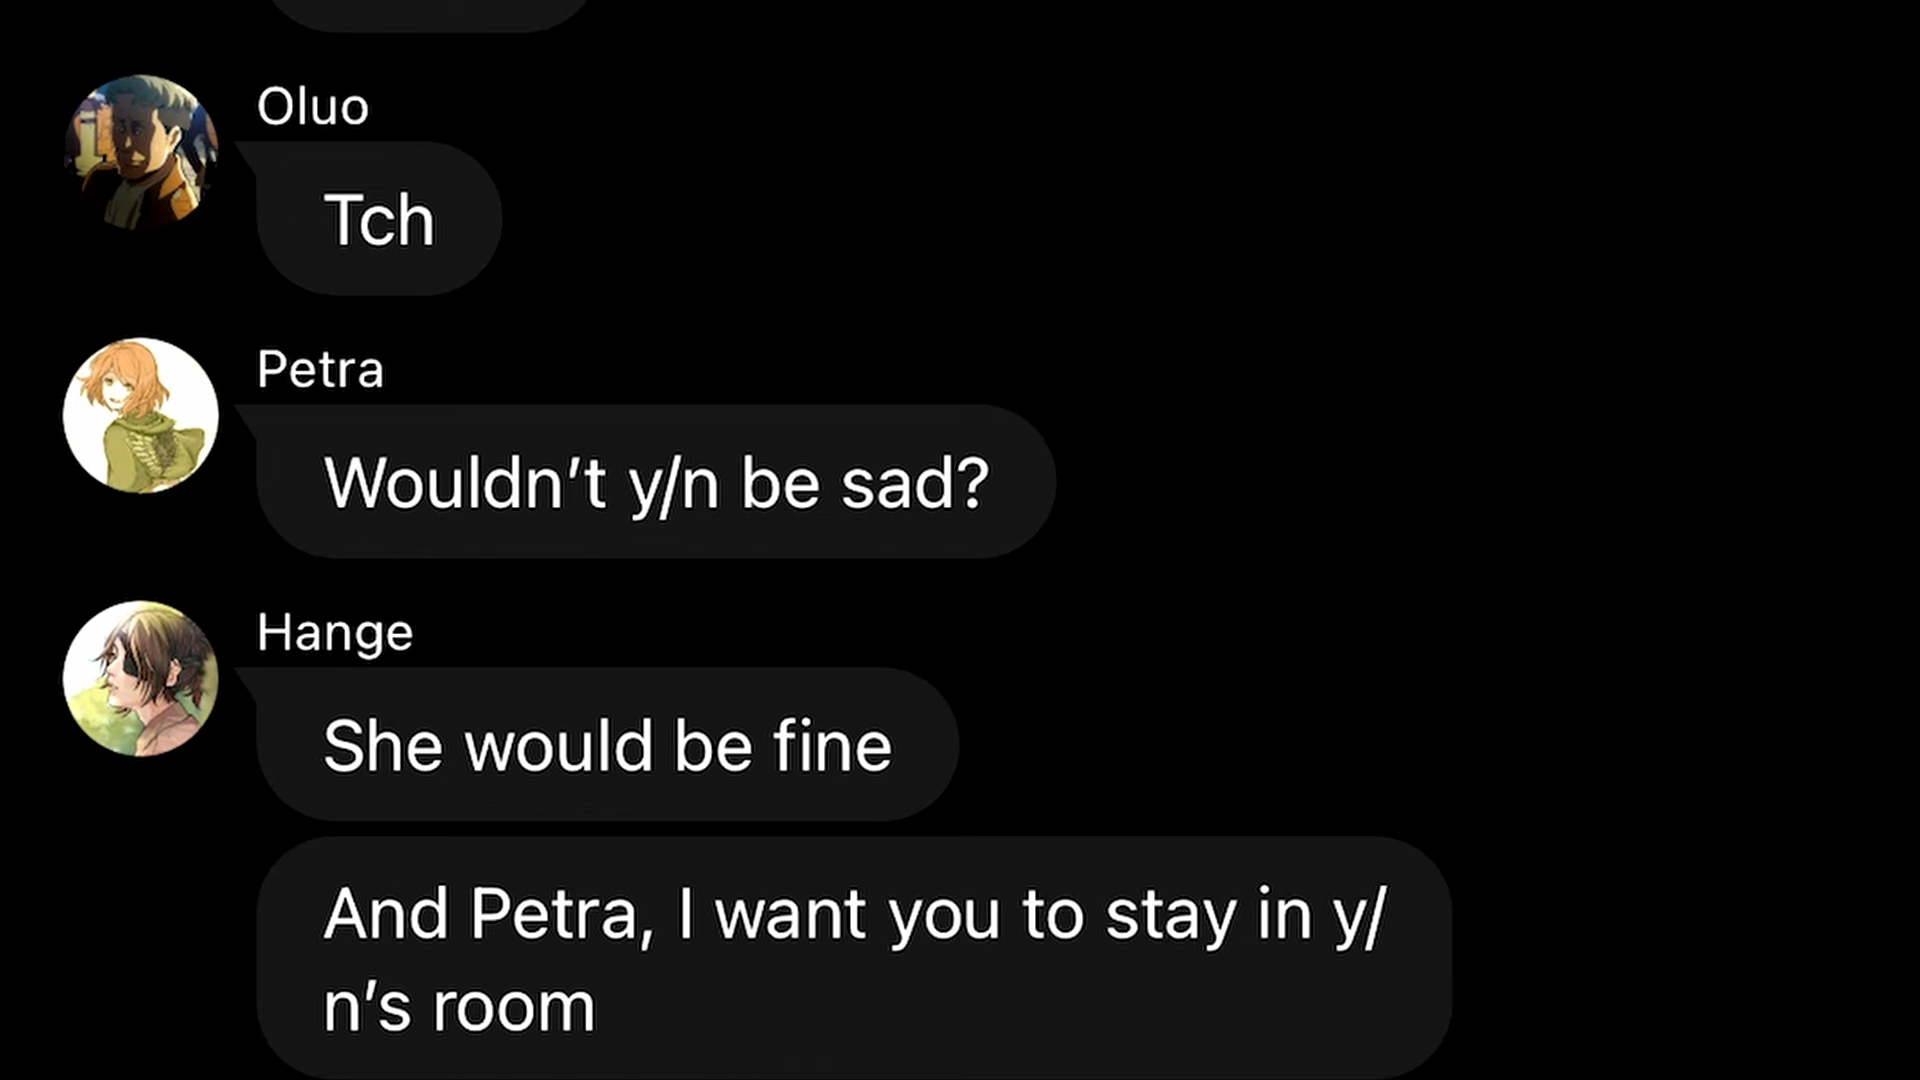 Oluo
Tch
Petra
Wouldn’t y/n be sad?
Hange
She would be fine
And Petra, I want you to stay in y/
n’s room